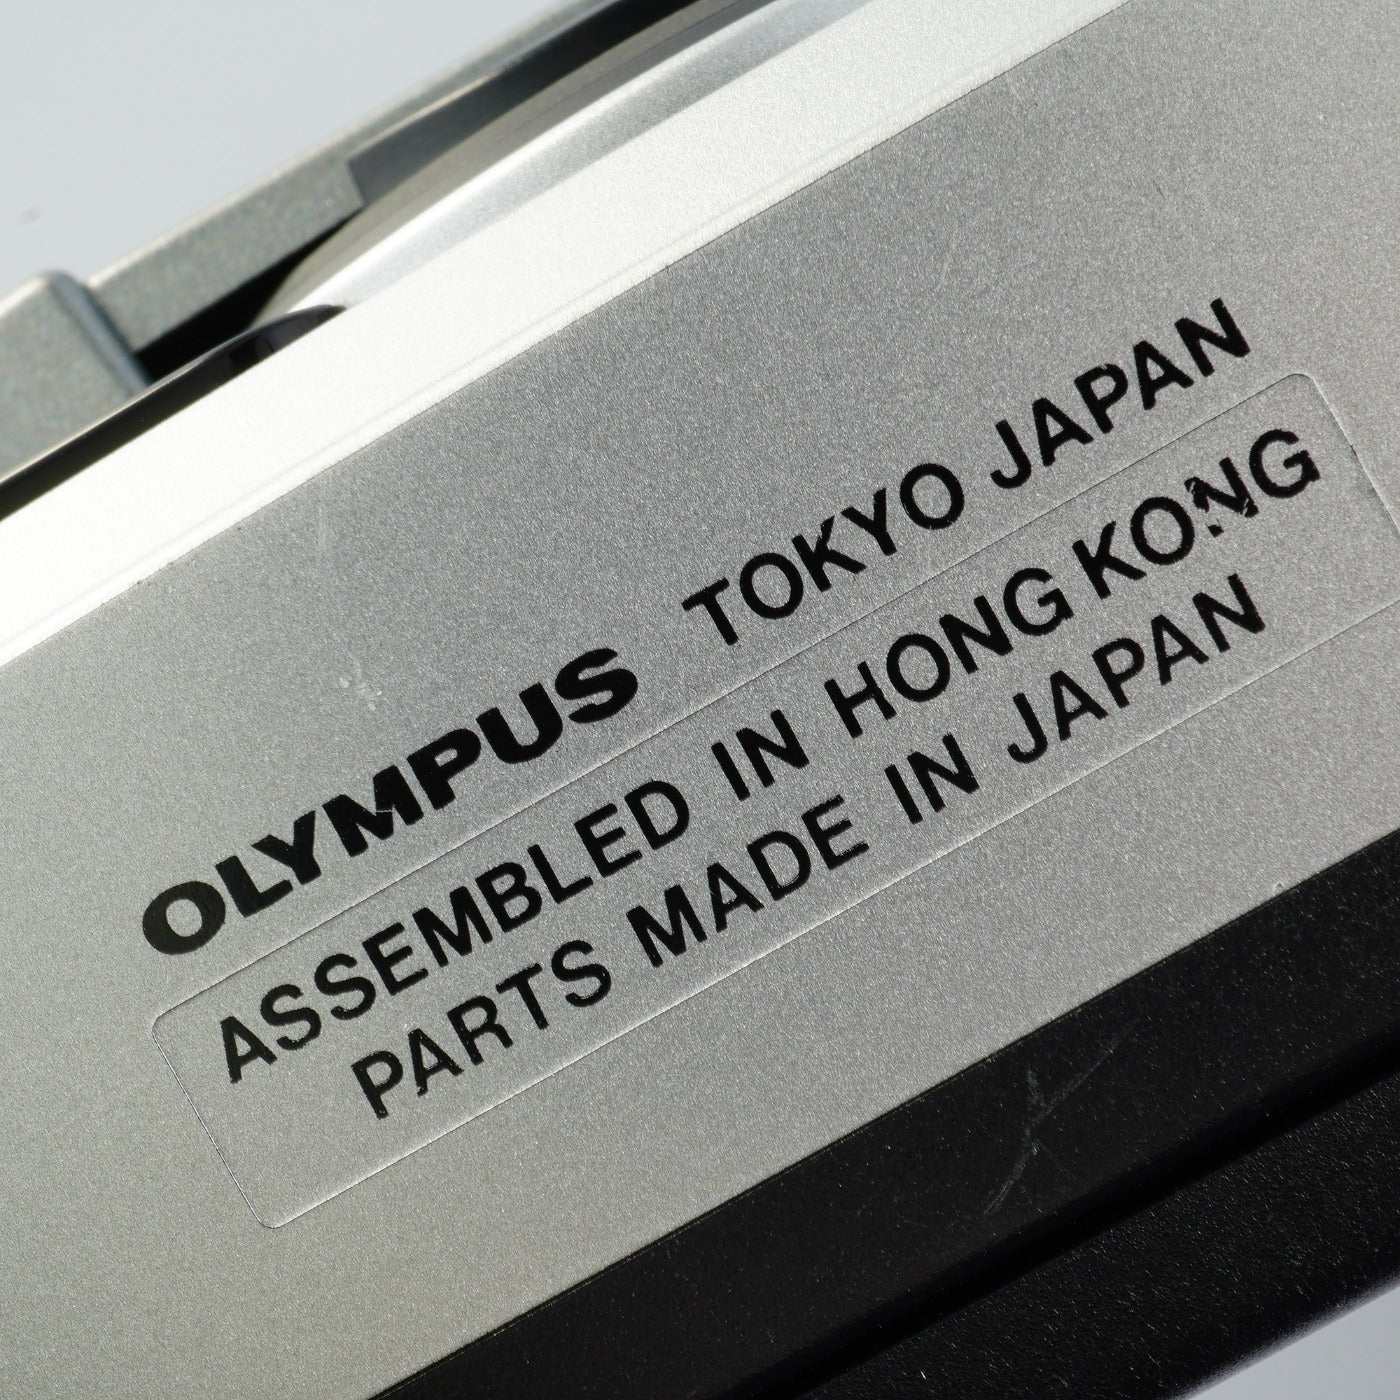 OLYMPUS TOKYO JAPAN
ASSEMBLED IN HONG KONG
PARTS MADE IN JAPAN